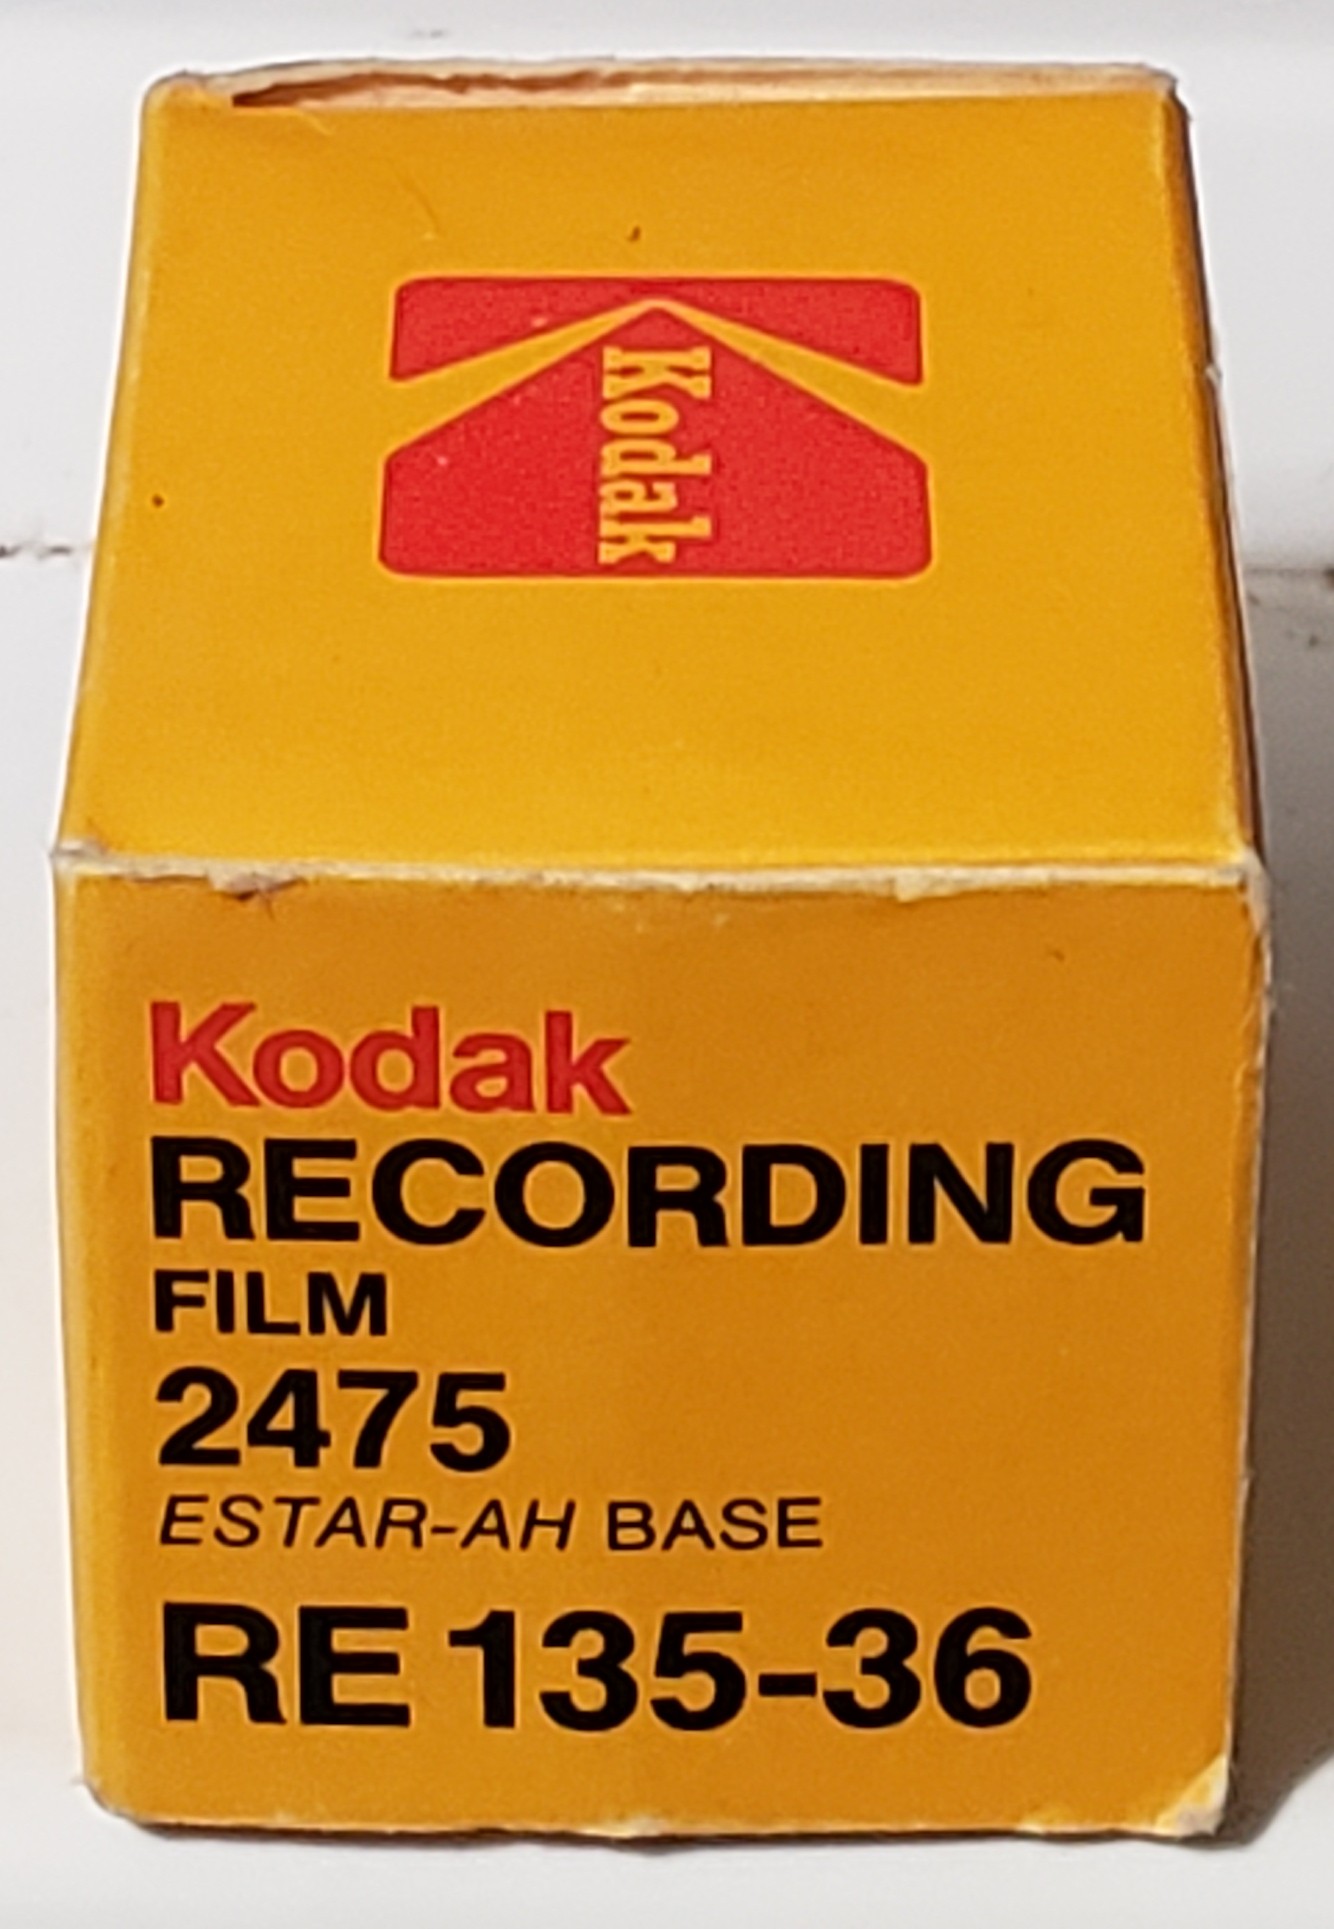 Kodak
Kodak
RECORDING
FILM
2475
ESTAR-AH BASE
RE 135-36